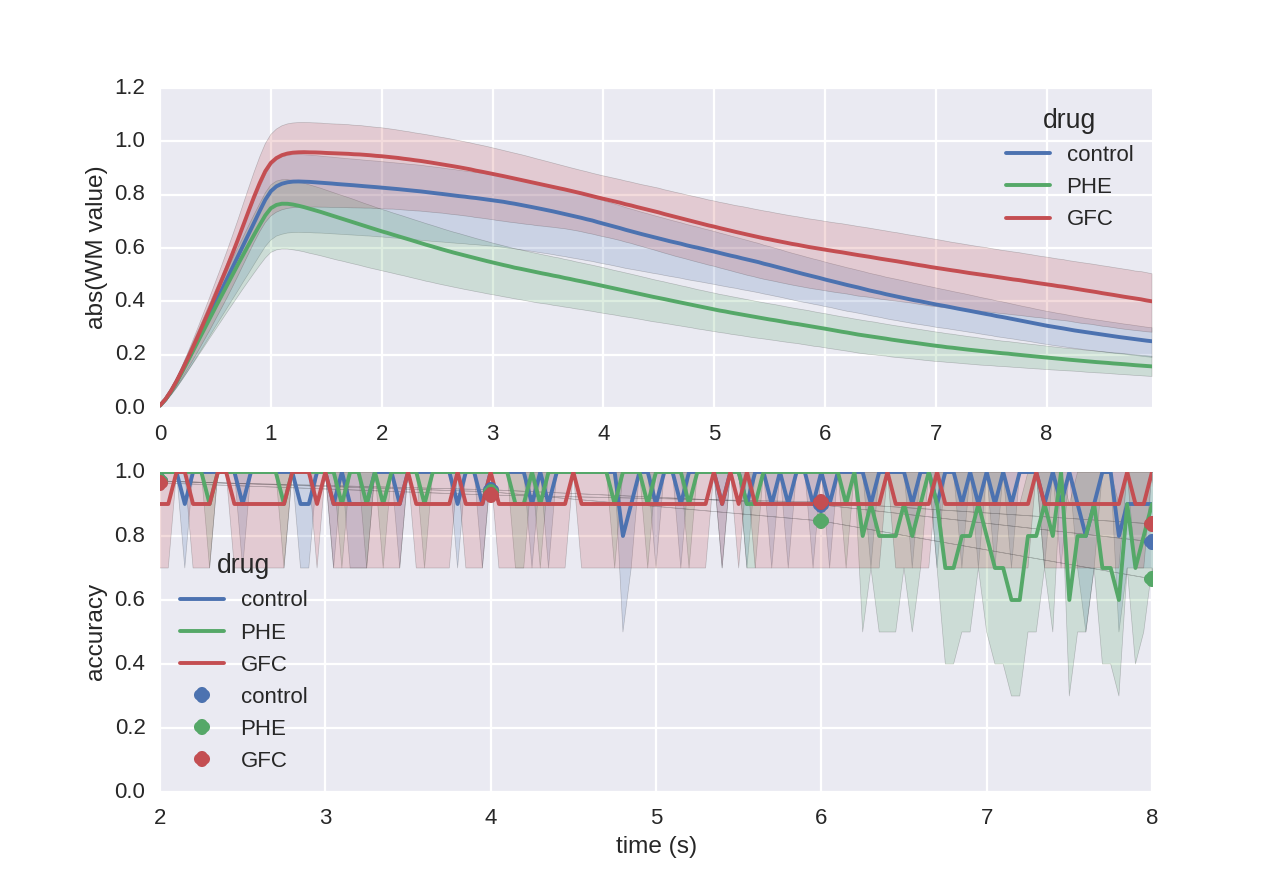 1.2
1.0
0.8
0.6
0.4
0.2
0.0
abs(WM value)
drug
control
PHE
GFC
0 1 2 3 4 5 6 7 8
1.0
0.8
0.6
0.4
0.2
0.0
accuracy
drug
control
PHE
GFC
control
PHE
GFC
2 3 4 5 6 7 8
time (s)